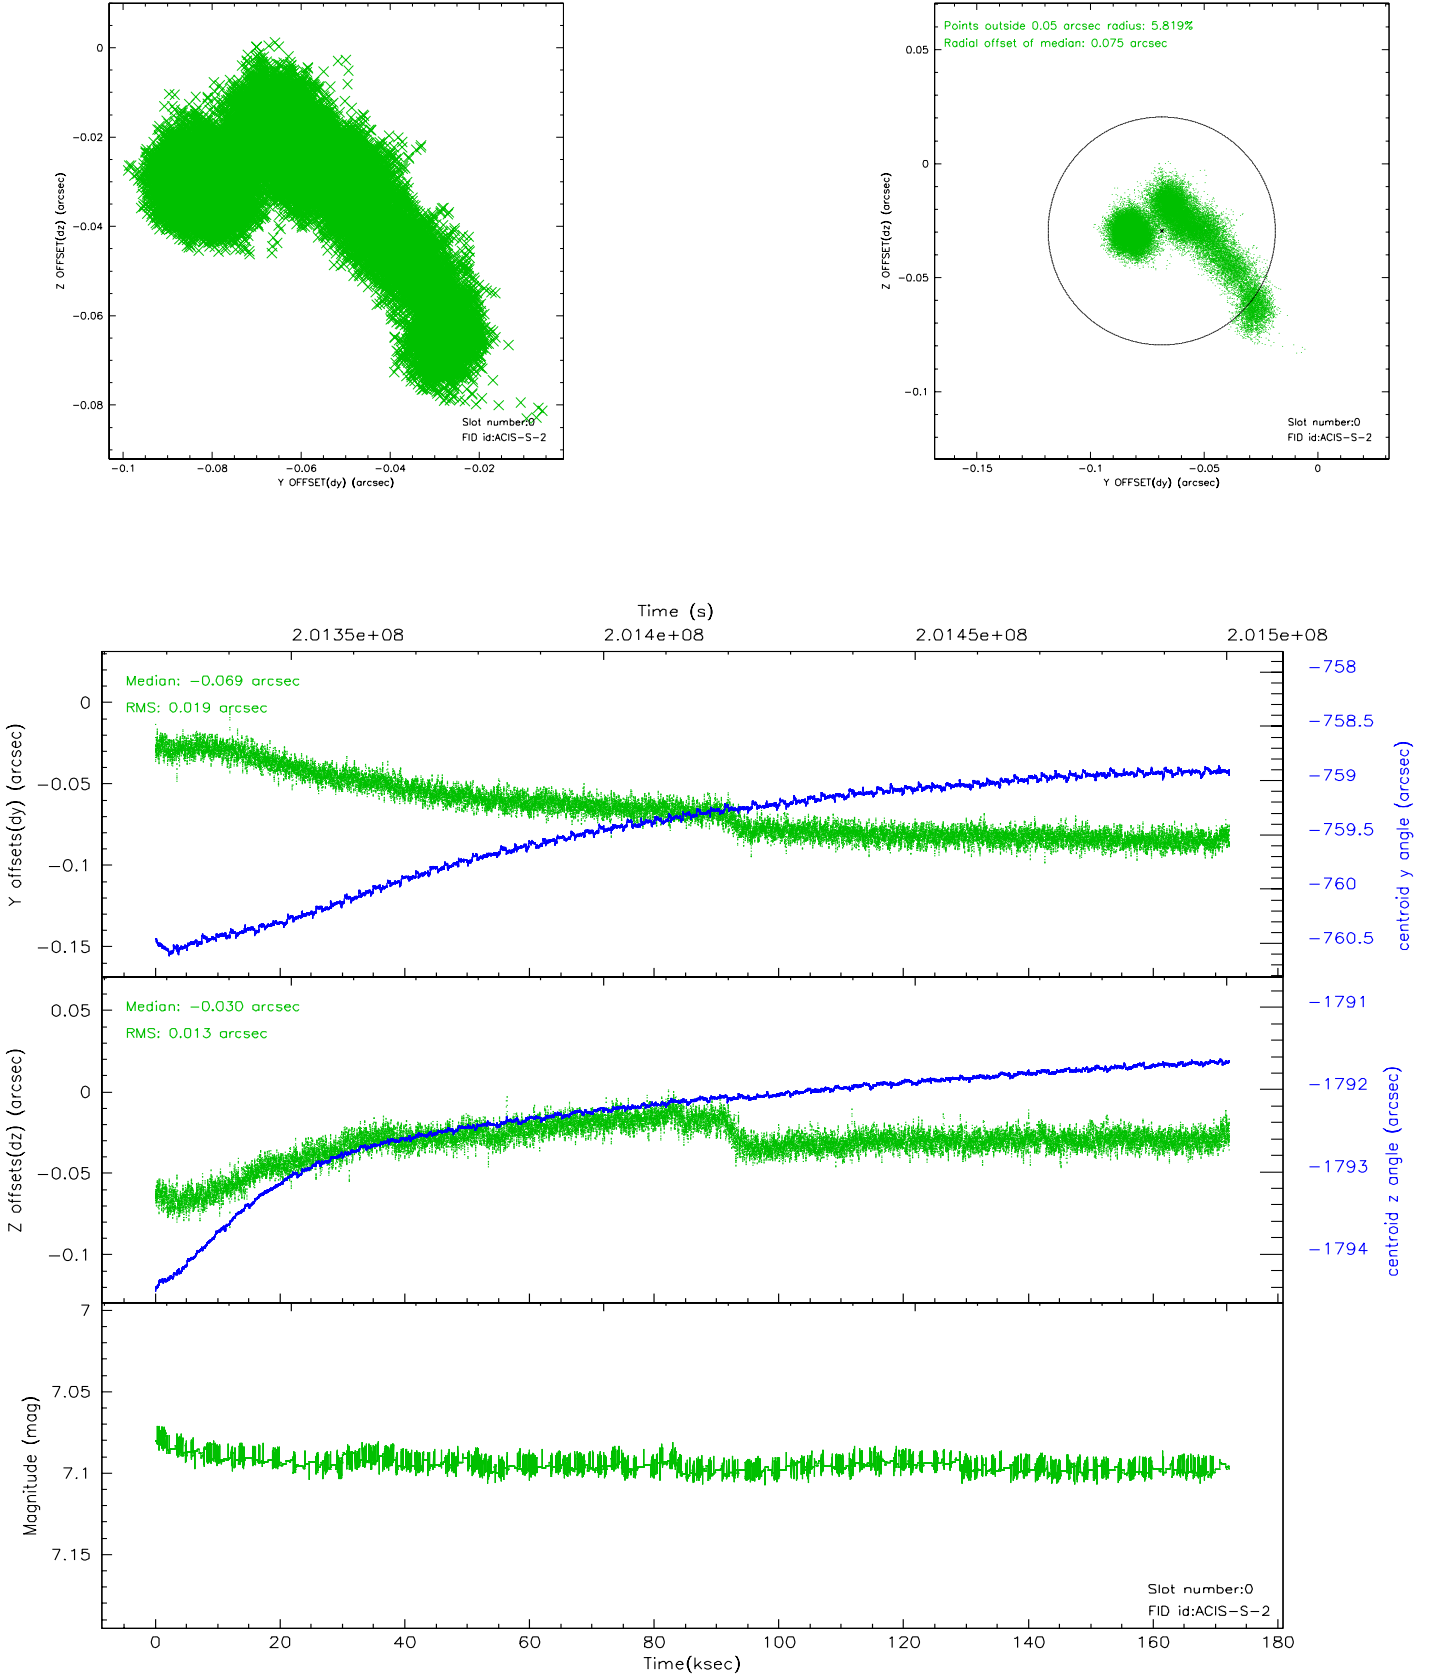 0
-0.02
-0.04
-0.06
-0.08
Z OFFSET(dz) (arcsec)
Slot number:0
FID id:ACIS-S-2
-0.1
-0.08
-0.06
-0.04
-0.02
Y OFFSET(dy) (arcsec)
Points outside 0.05 arcsec radius: 5.819%
Radial offset of median: 0.075 arcsec
0.05
0
-0.05
-0.1
Z OFFSET(dz) (arcsec)
Slot number:0
FID id:ACIS-S-2
-0.15
-0.1
-0.05
0
Y OFFSET(dy) (arcsec)
Time (s)
2.0135e+08
2.014e+08
2.0145e+08
2.015e+08
Median: -0.069 arcsec
RMS: 0.019 arcsec
0
-0.05
-0.1
-0.15
Y offsets(dy) (arcsec)
-758
-758.5
-759
-759.5
-760
-760.5
centroid y angle (arcsec)
Median: -0.030 arcsec
RMS: 0.013 arcsec
0.05
0
-0.05
-0.1
Z offsets(dz) (arcsec)
-1791
-1792
-1793
-1794
centroid z angle (arcsec)
7
7.05
7.1
7.15
Magnitude (mag)
Slot number:0
FID id:ACIS-S-2
0
20
40
60
80
100
120
140
160
180
Time(ksec)